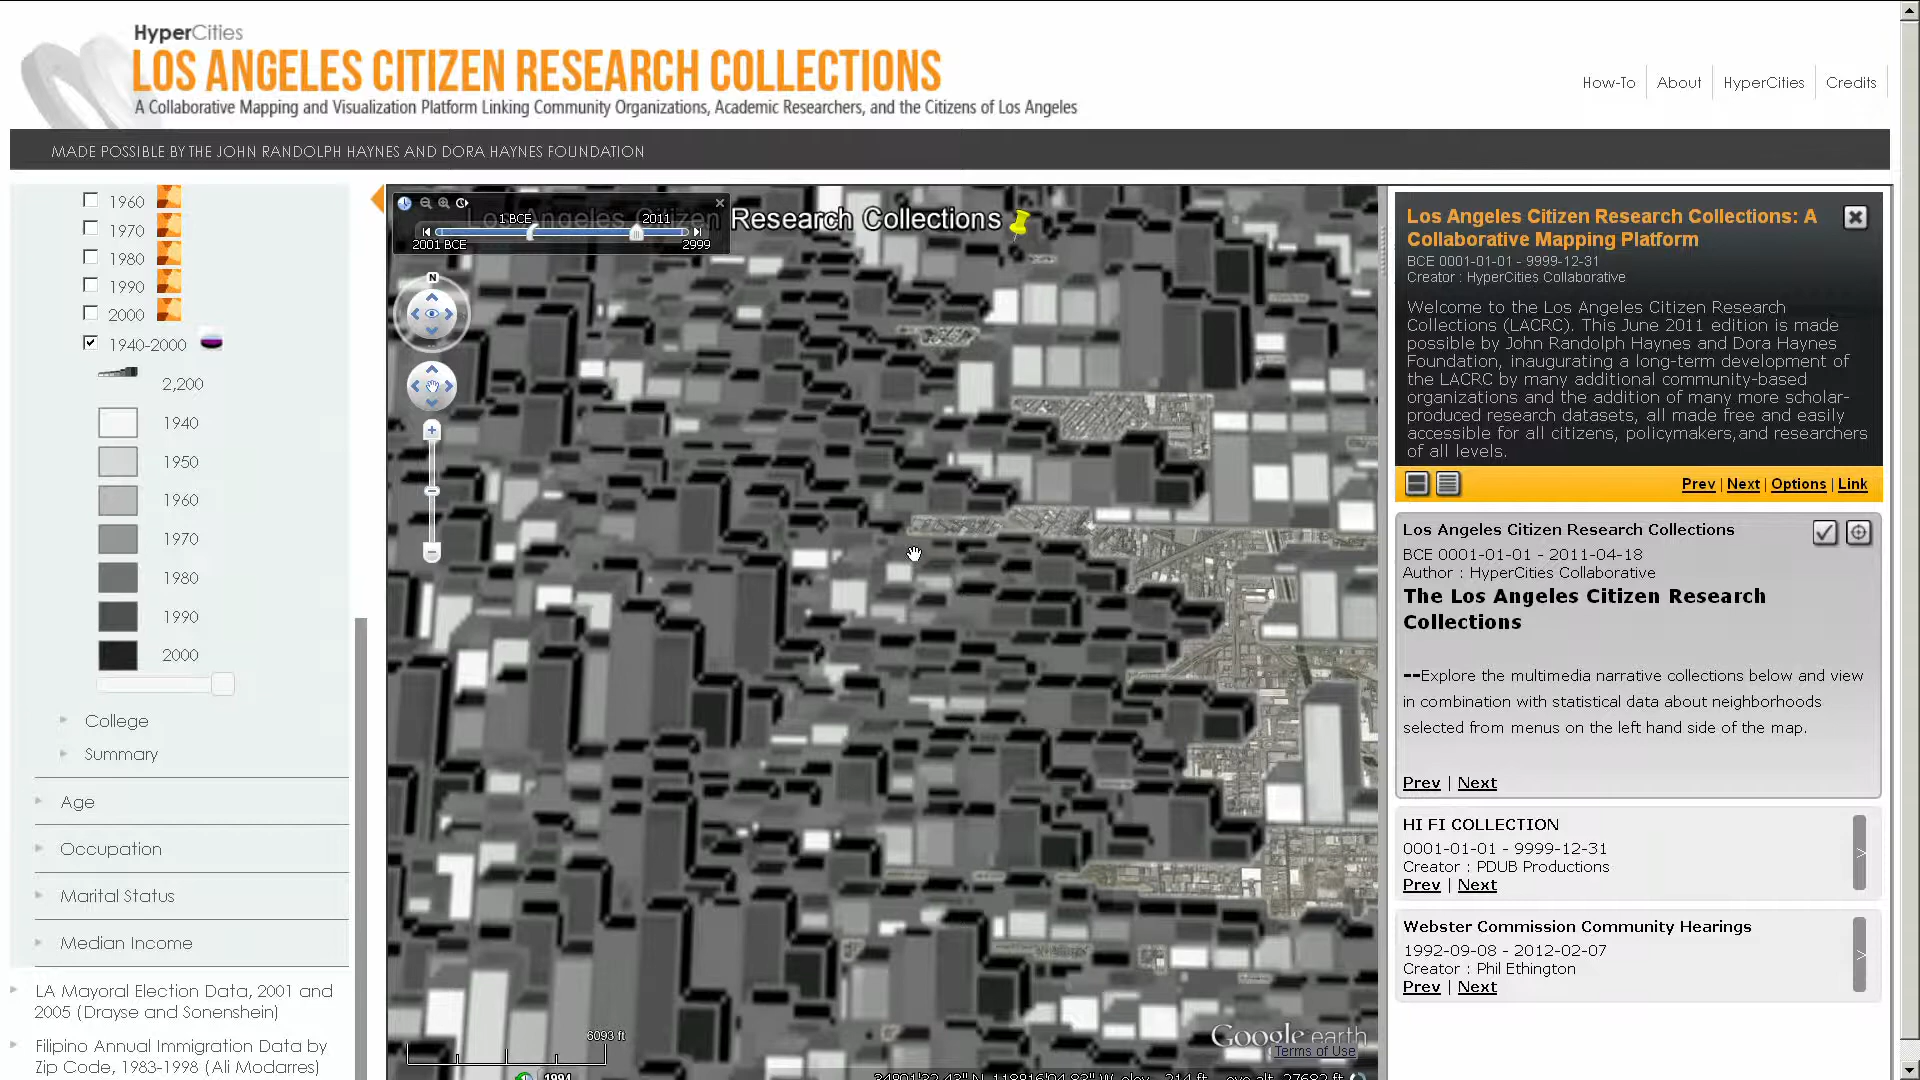 HyperCities
LOS ANGELES CITIZEN RESEARCH COLLECTIONS
A Collaborative Mapping and Visualization Platform Linking Community Organizations, Academic Researchers, and the Citizens of Los Angeles
How-To
About
HyperCities
Credits
MADE POSSIBLE BY THE JOHN RANDOLPH HAYNES AND DORA HAYNES FOUNDATION
1960
1970
1980
1990
2000
1940-2000
2,200
1940
1950
1960
1970
1980
1990
2000
College
Summary
Age
Occupation
Marital Status
Median Income
LA Mayoral Election Data, 2001 and
2005 (Drayse and Sonenshein)
Filipino Annual Immigration Data by
Zip Code, 1983-1998 (Ali Modarres)
Los Angeles Citizen Research Collections
1 BCE
2011
2001 BCE
2999
N
6093 ft
1994
Google earth
Terms of Use
Los Angeles Citizen Research Collections: A
Collaborative Mapping Platform
BCE 0001-01-01 - 9999-12-31
Creator : HyperCities Collaborative
Welcome to the Los Angeles Citizen Research
Collections (LACRC). This June 2011 edition is made
possible by John Randolph Haynes and Dora Haynes
Foundation, inaugurating a long-term development of
the LACRC by many additional community-based
organizations and the addition of many more scholar-
produced research datasets, all made free and easily
accessible for all citizens, policymakers,and researchers
of all levels.
Prev | Next | Options | Link
Los Angeles Citizen Research Collections
BCE 0001-01-01 - 2011-04-18
Author : HyperCities Collaborative
The Los Angeles Citizen Research
Collections
--Explore the multimedia narrative collections below and view
in combination with statistical data about neighborhoods
selected from menus on the left hand side of the map.
Prev | Next
HI FI COLLECTION
0001-01-01 - 9999-12-31
Creator : PDUB Productions
Prev | Next
Webster Commission Community Hearings
1992-09-08 - 2012-02-07
Creator : Phil Ethington
Prev | Next